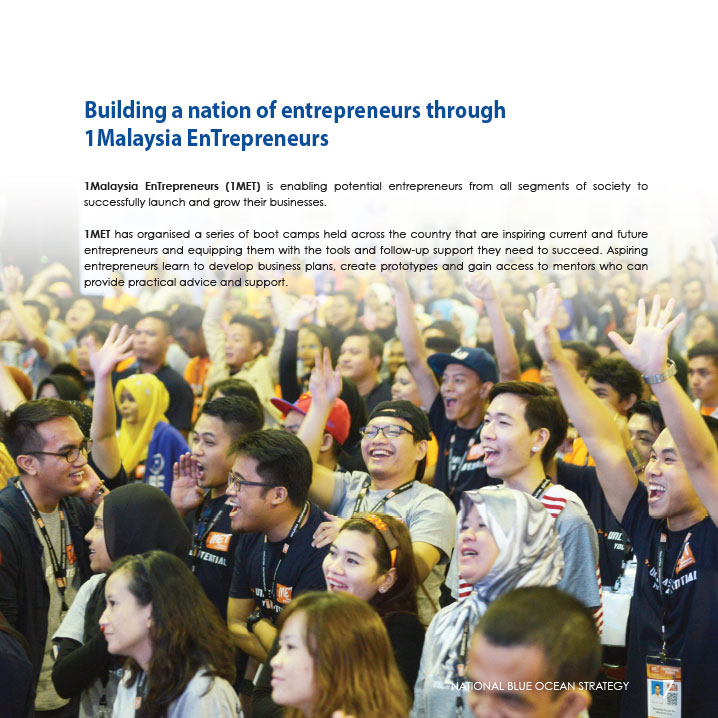 Building a nation of entrepreneurs through
1Malaysia EnTrepreneurs
1Malaysia EnTrepreneurs (1MET) is enabling potential entrepreneurs from all segments of society to
successfully launch and grow their businesses.
1MET has organised a series of boot camps held across the country that are inspiring current and future
entrepreneurs and equipping them with the tools and follow-up support they need to succeed. Aspiring
entrepreneurs learn to develop business plans, create prototypes and gain access to mentors who can
provide practical advice and support.
NATIONAL BLUE OCEAN STRATEGY